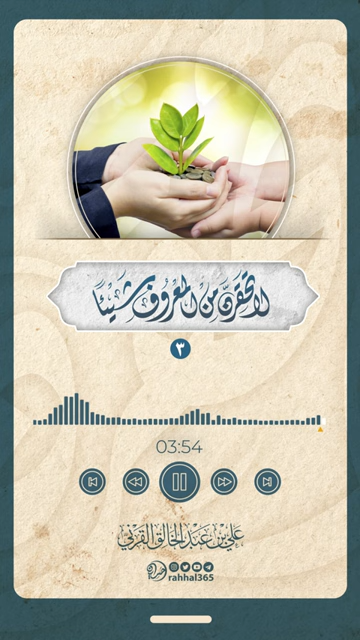 لا تحقرن من المعروف شيئا
٣
03:54
علي بن عبد الخالق القرني
rahhal365